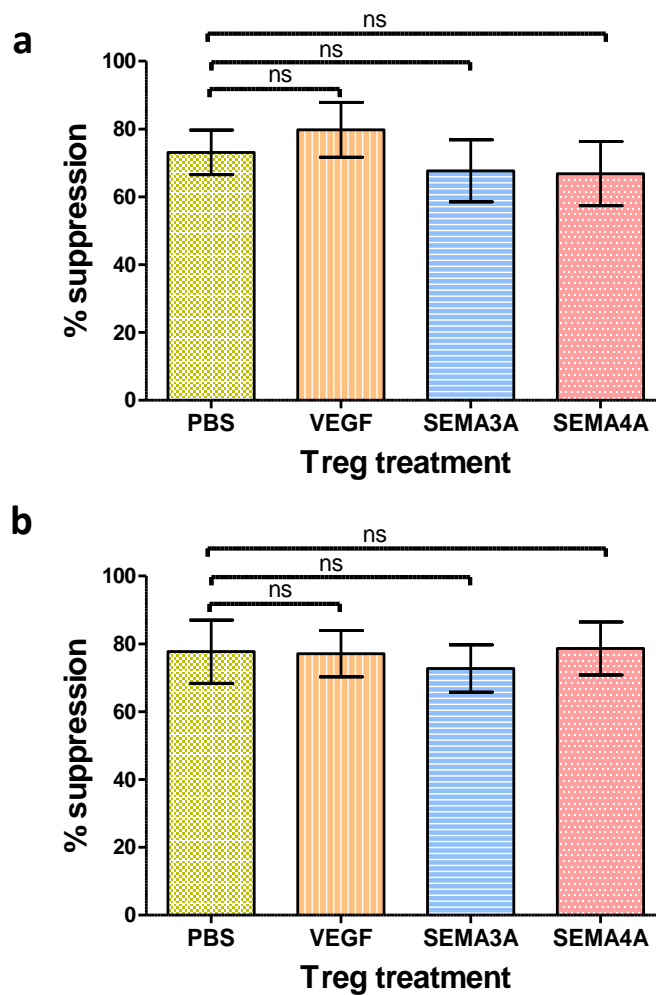 a
ns
ns
ns
100
80
60
40
20
0
% suppression
PBS VEGF SEMA3A SEMA4A
Treg treatment
b
ns
ns
ns
100
80
60
40
20
0
% suppression
PBS VEGF SEMA3A SEMA4A
Treg treatment